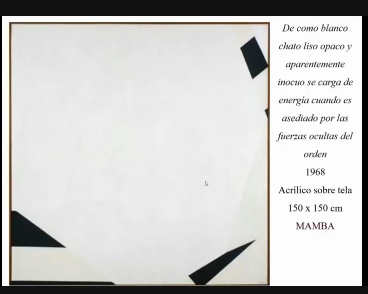 De como blanco
chato liso opaco y
aparentemente
inocuo se carga de
energía cuando es
asediado por las
fuerzas ocultas del
orden
1968
Acrílico sobre tela
150 x 150 cm
MAMBA